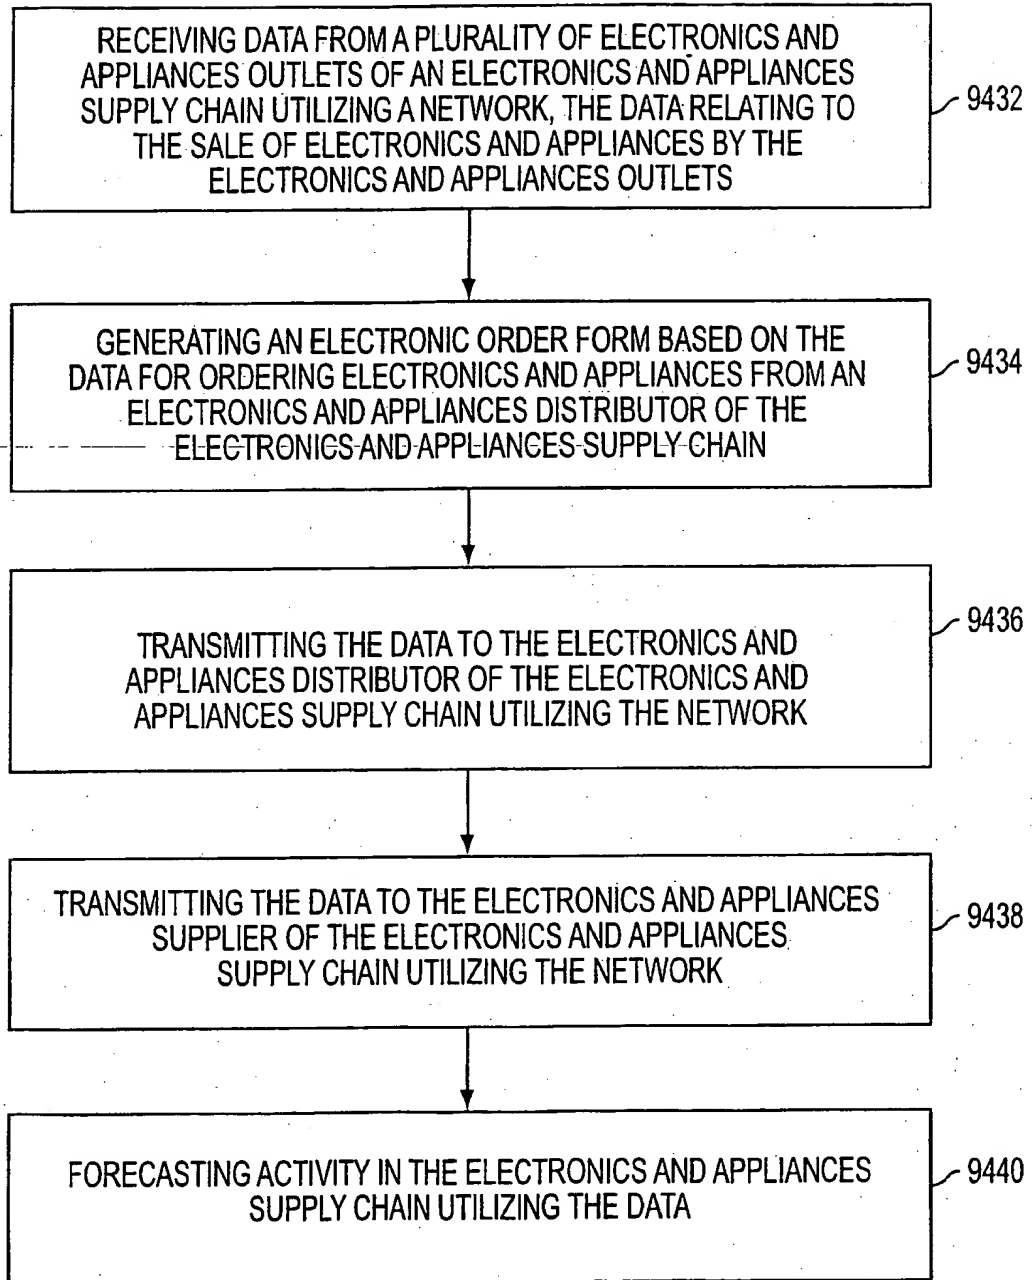 RECEIVING DATA FROM A PLURALITY OF ELECTRONICS AND
APPLIANCES OUTLETS OF AN ELECTRONICS AND APPLIANCES
SUPPLY CHAIN UTILIZING A NETWORK, THE DATA RELATING TO
THE SALE OF ELECTRONICS AND APPLIANCES BY THE
ELECTRONICS AND APPLIANCES OUTLETS
9432
GENERATING AN ELECTRONIC ORDER FORM BASED ON THE
DATA FOR ORDERING ELECTRONICS AND APPLIANCES FROM AN
ELECTRONICS AND APPLIANCES DISTRIBUTOR OF THE
ELECTRONICS AND APPLIANCES SUPPLY CHAIN
9434
TRANSMITTING THE DATA TO THE ELECTRONICS AND
APPLIANCES DISTRIBUTOR OF THE ELECTRONICS AND
APPLIANCES SUPPLY CHAIN UTILIZING THE NETWORK
9436
TRANSMITTING THE DATA TO THE ELECTRONICS AND APPLIANCES
SUPPLIER OF THE ELECTRONICS AND APPLIANCES
SUPPLY CHAIN UTILIZING THE NETWORK
9438
FORECASTING ACTIVITY IN THE ELECTRONICS AND APPLIANCES
SUPPLY CHAIN UTILIZING THE DATA
9440